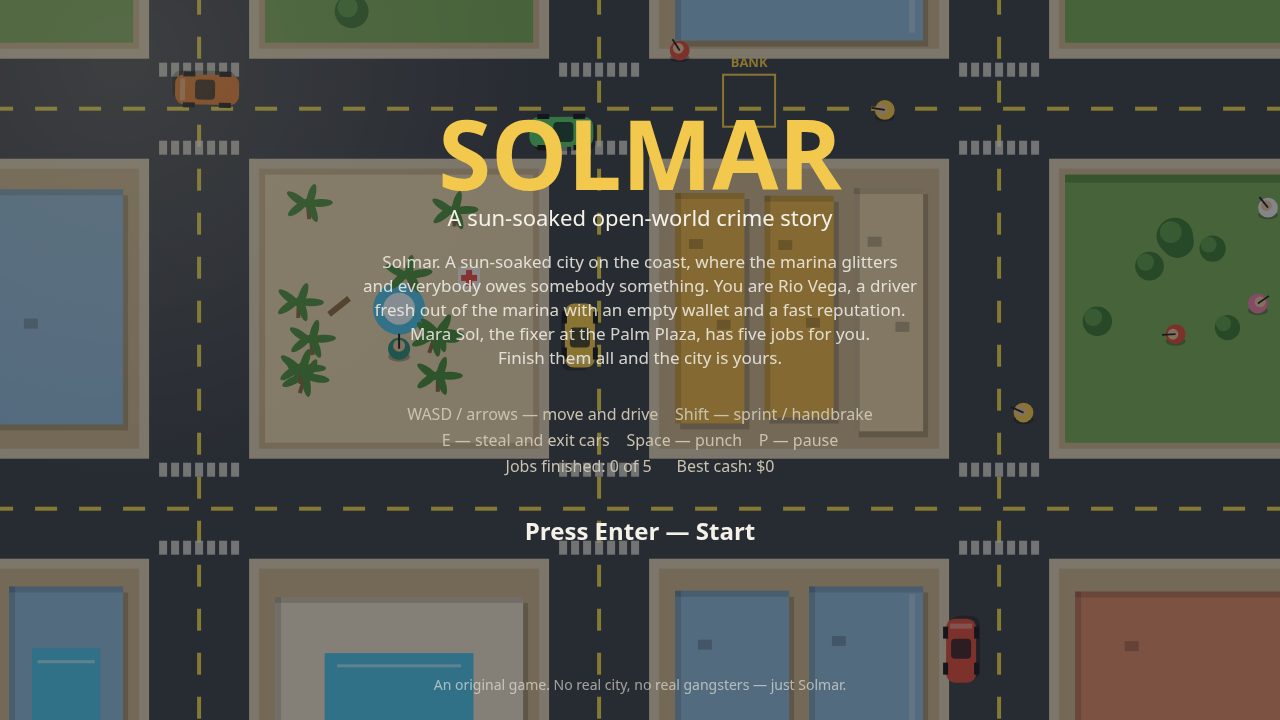 BANK
SOLMAR
A sun-soaked open-world crime story
Solmar. A sun-soaked city on the coast, where the marina glitters
and everybody owes somebody something. You are Rio Vega, a driver
fresh out of the marina with an empty wallet and a fast reputation.
Mara Sol, the fixer at the Palm Plaza, has five jobs for you.
Finish them all and the city is yours.
WASD / arrows — move and drive    Shift — sprint / handbrake
E — steal and exit cars    Space — punch    P — pause
Jobs finished: 0 of 5      Best cash: $0
Press Enter — Start
An original game. No real city, no real gangsters — just Solmar.